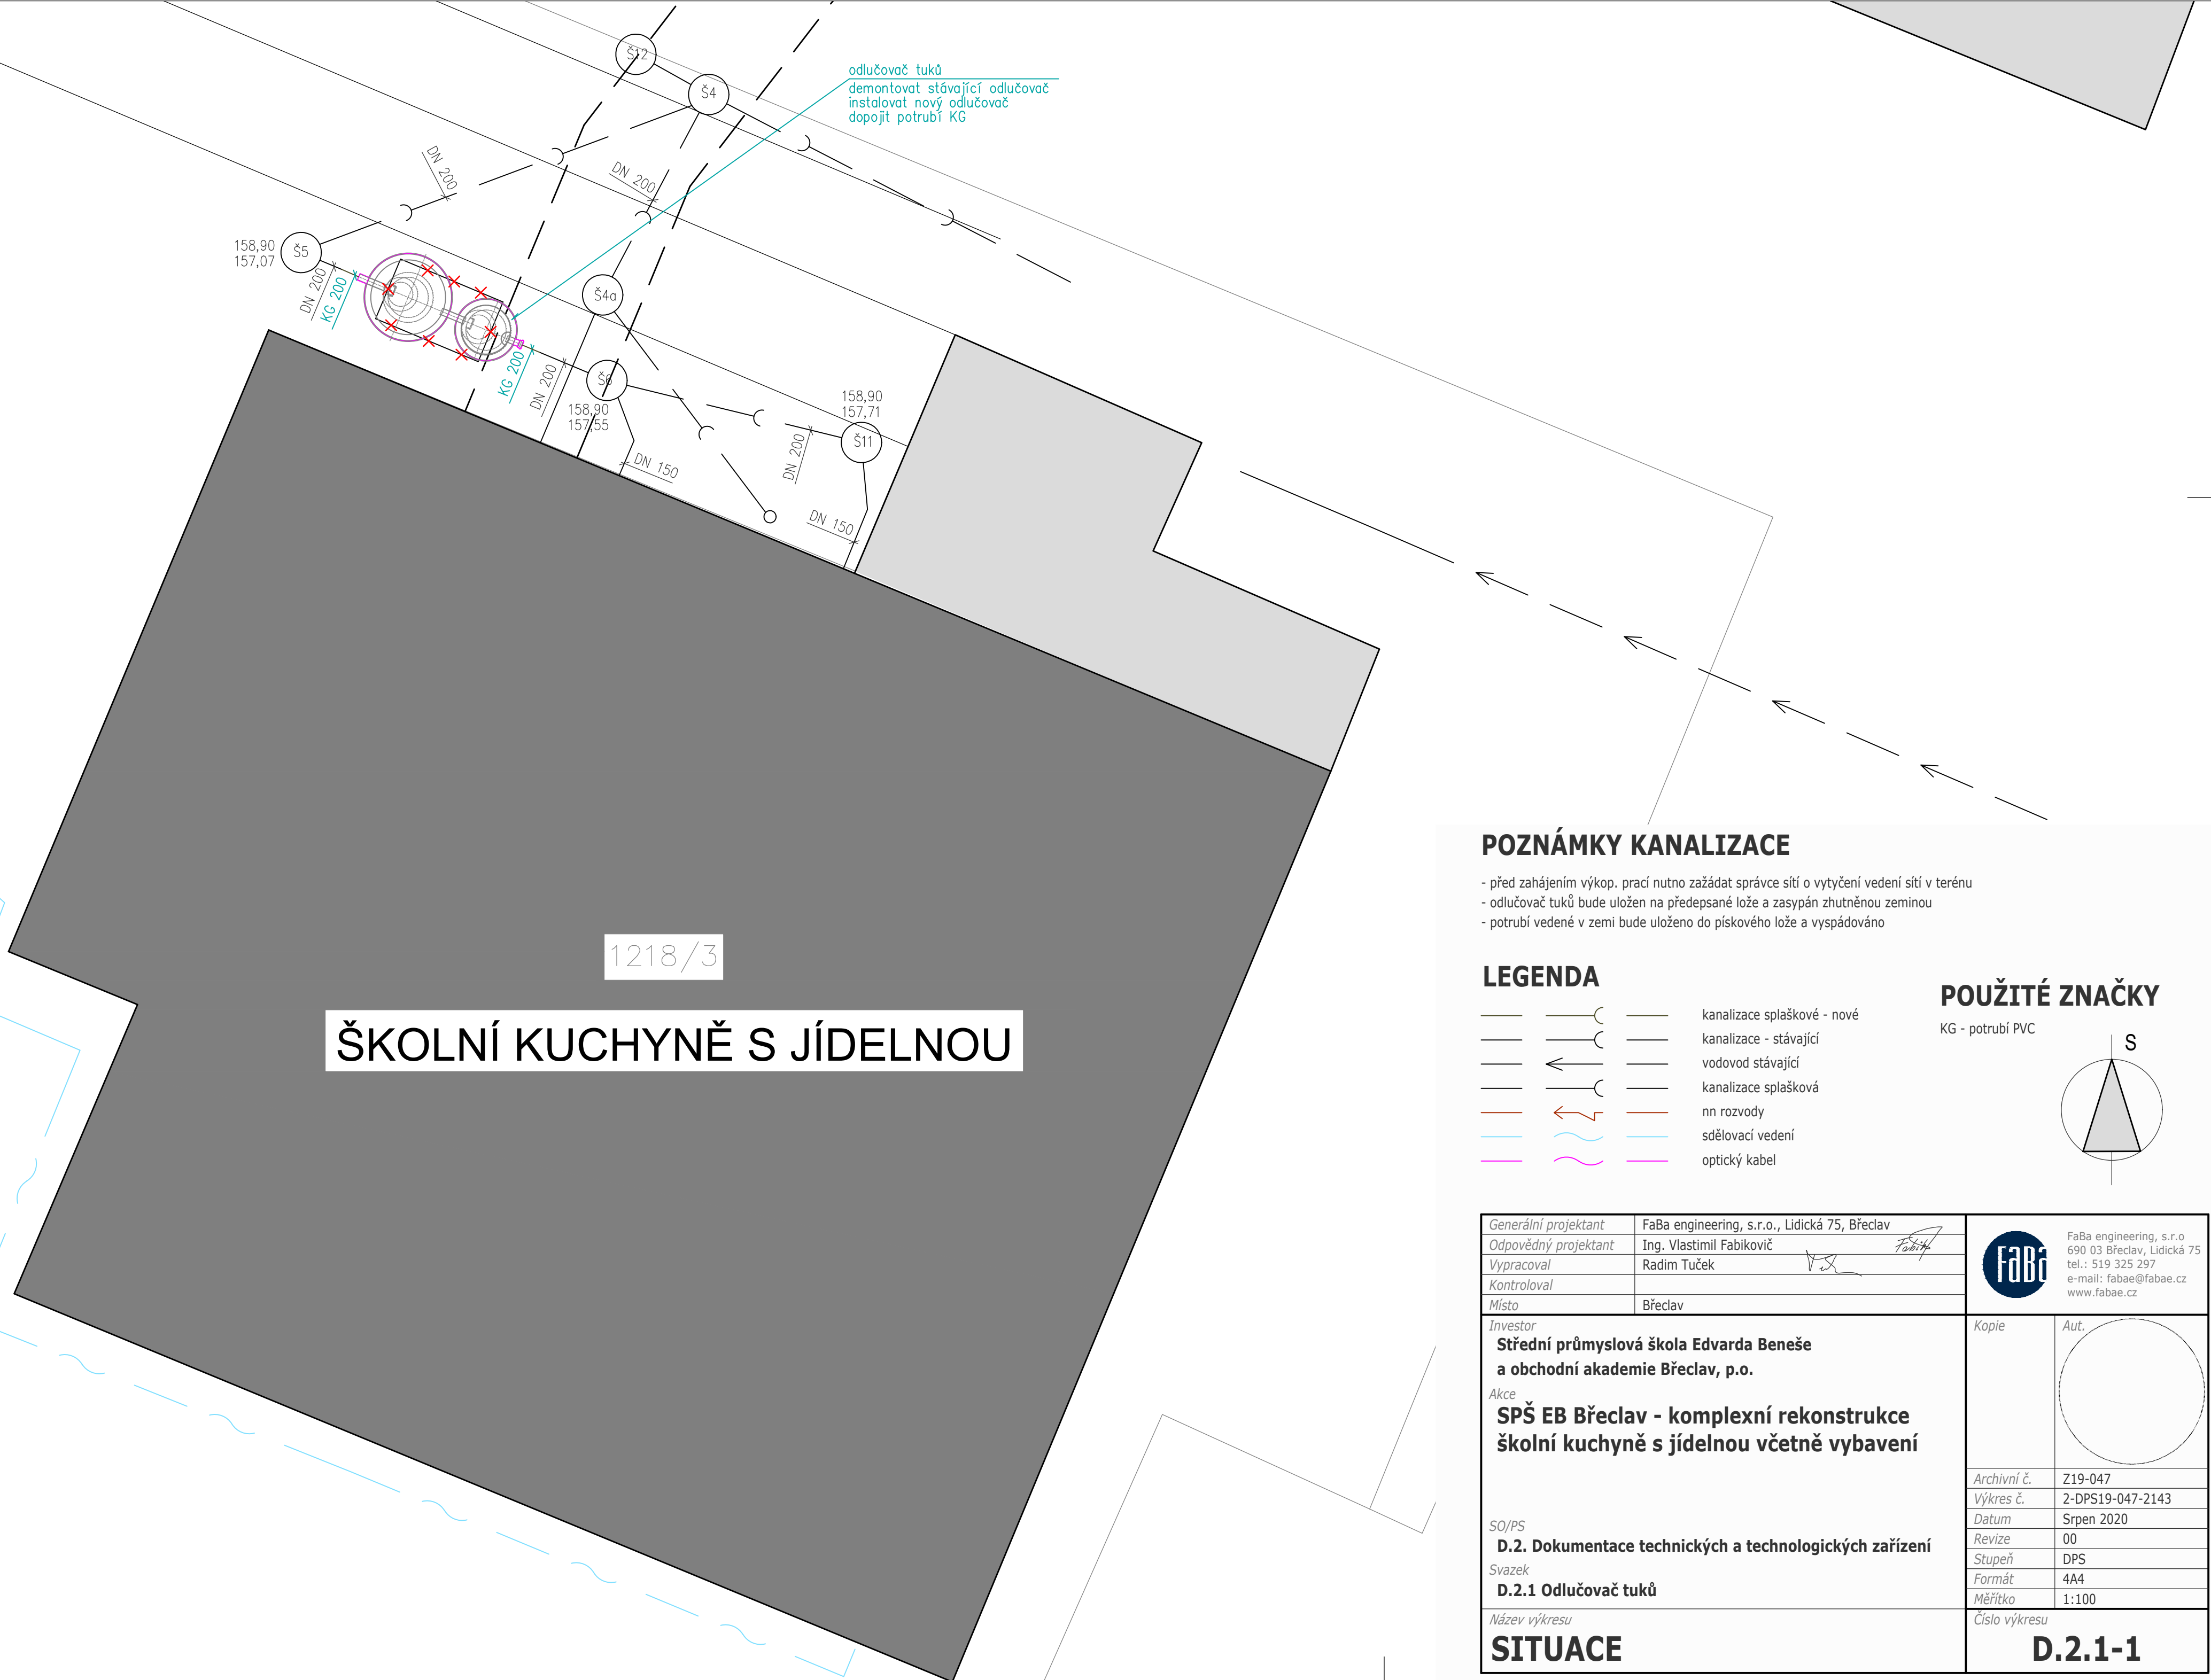 Š12
Š4
odlučovač tuků
demontovat stávající odlučovač
instalovat nový odlučovač
dopojit potrubí KG
DN 200
DN 200
158,90
157,07
Š5
DN 200
KG 200
Š4a
KG 200
DN 200
Š6
158,90
157,55
158,90
157,71
Š11
DN 200
DN 150
DN 150
1218/3
ŠKOLNÍ KUCHYNĚ S JÍDELNOU
POZNÁMKY KANALIZACE
- před zahájením výkop. prací nutno zažádat správce sítí o vytyčení vedení sítí v terénu
- odlučovač tuků bude uložen na předepsané lože a zasypán zhutněnou zeminou
- potrubí vedené v zemi bude uloženo do pískového lože a vyspádováno
LEGENDA
kanalizace splaškové - nové
kanalizace - stávající
vodovod stávající
kanalizace splašková
nn rozvody
sdělovací vedení
optický kabel
POUŽITÉ ZNAČKY
KG - potrubí PVC
S
Generální projektant FaBa engineering, s.r.o., Lidická 75, Břeclav
Odpovědný projektant Ing. Vlastimil Fabikovič
Vypracoval Radim Tuček
Kontroloval
Místo Břeclav
FaBa
FaBa engineering, s.r.o
690 03 Břeclav, Lidická 75
tel.: 519 325 297
e-mail: fabae@fabae.cz
www.fabae.cz
Investor
Střední průmyslová škola Edvarda Beneše
a obchodní akademie Břeclav, p.o.
Akce
SPŠ EB Břeclav - komplexní rekonstrukce
školní kuchyně s jídelnou včetně vybavení
SO/PS
D.2. Dokumentace technických a technologických zařízení
Svazek
D.2.1 Odlučovač tuků
Název výkresu
SITUACE
Kopie Aut.
Archivní č. Z19-047
Výkres č. 2-DPS19-047-2143
Datum Srpen 2020
Revize 00
Stupeň DPS
Formát 4A4
Měřítko 1:100
Číslo výkresu
D.2.1-1